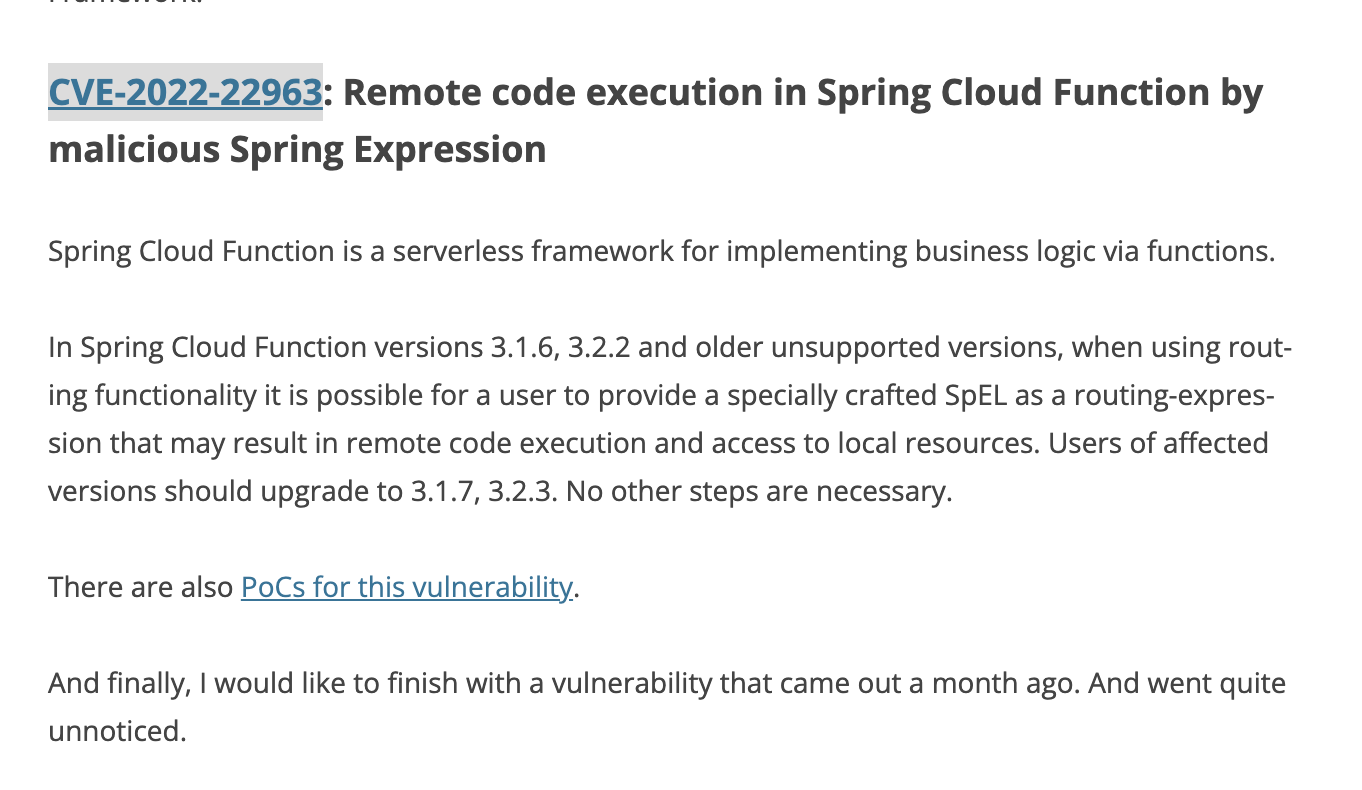 CVE-2022-22963: Remote code execution in Spring Cloud Function by
malicious Spring Expression
Spring Cloud Function is a serverless framework for implementing business logic via functions.
In Spring Cloud Function versions 3.1.6, 3.2.2 and older unsupported versions, when using rout-
ing functionality it is possible for a user to provide a specially crafted SpEL as a routing-expres-
sion that may result in remote code execution and access to local resources. Users of affected
versions should upgrade to 3.1.7, 3.2.3. No other steps are necessary.
There are also PoCs for this vulnerability.
And finally, I would like to finish with a vulnerability that came out a month ago. And went quite
unnoticed.